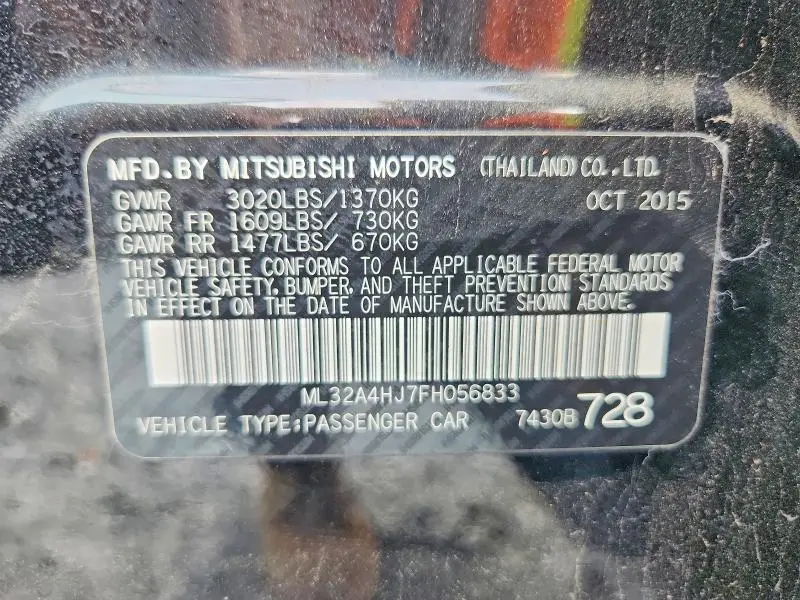 MFD.BY MITSUBISHI MOTORS (THAILAND)CO.,LTD.
GVWR 3020LBS/1370KG OCT 2015
GAWR FR 1609LBS/ 730KG
GAWR RR 1477LBS/ 670KG
THIS VEHICLE CONFORMS TO ALL APPLICABLE FEDERAL MOTOR
VEHICLE SAFETY, BUMPER, AND THEFT PREVENTION STANDARDS
IN EFFECT ON THE DATE OF MANUFACTURE SHOWN ABOVE.
ML32A4HJ7FH056833
VEHICLE TYPE:PASSENGER CAR 7430B 728